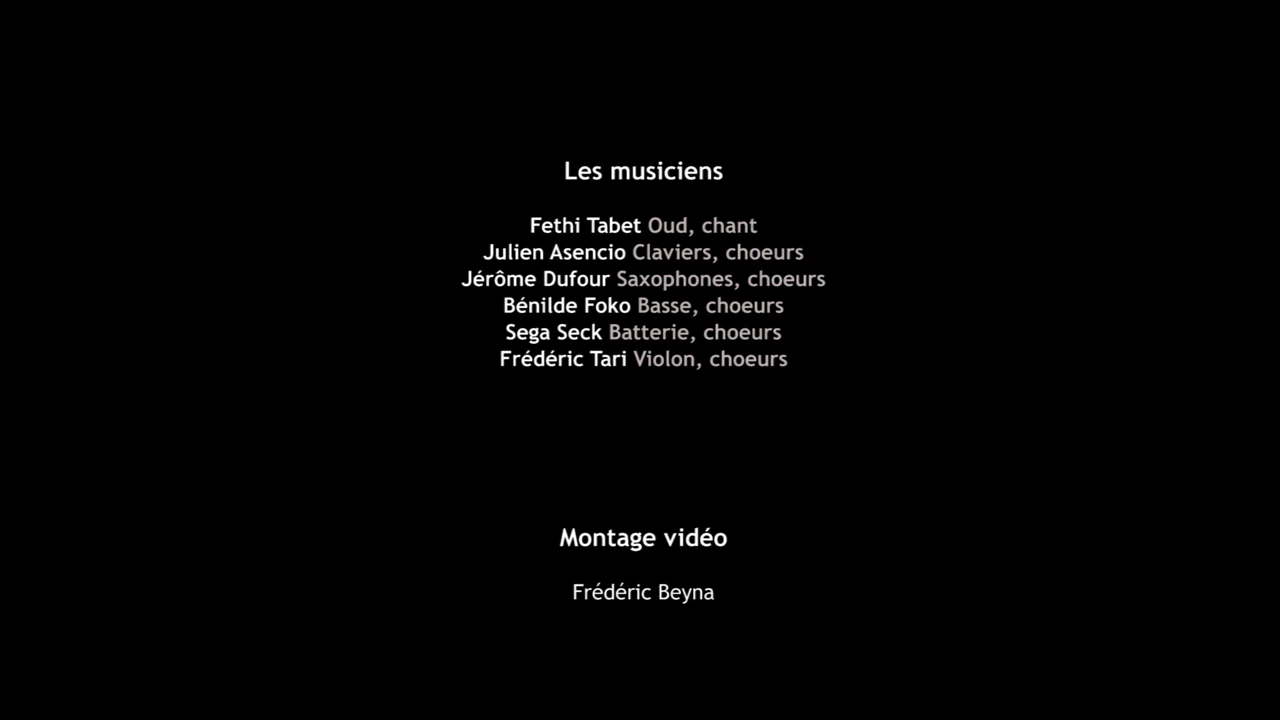 Les musiciens
Fethi Tabet Oud, chant
Julien Asencio Claviers, choeurs
Jérôme Dufour Saxophones, choeurs
Bénilde Foko Basse, choeurs
Sega Seck Batterie, choeurs
Frédéric Tari Violon, choeurs
Montage vidéo
Frédéric Beyna